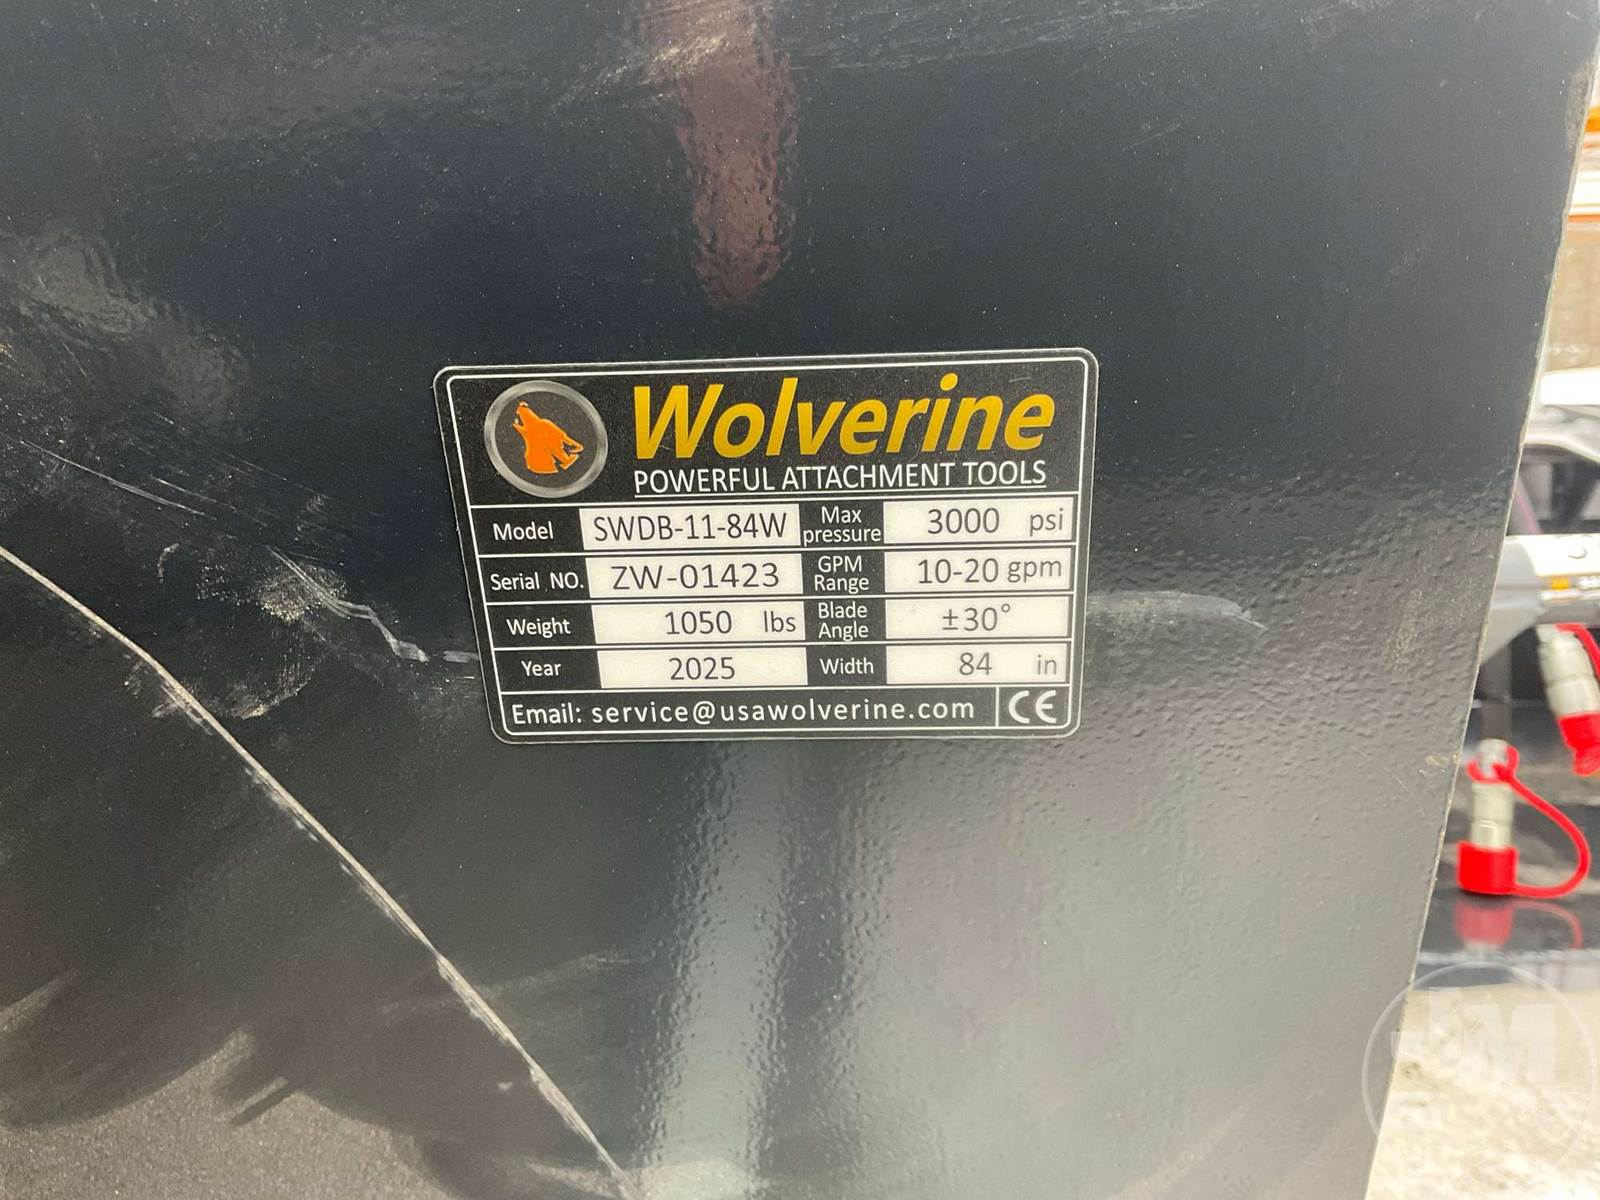 Wolverine
POWERFUL ATTACHMENT TOOLS
Model SWDB-11-84W Max pressure 3000 psi
Serial NO. ZW-01423 GPM Range 10-20 gpm
Weight 1050 lbs Blade Angle ±30°
Year 2025 Width 84 in
Email: service@usawolverine.com CE